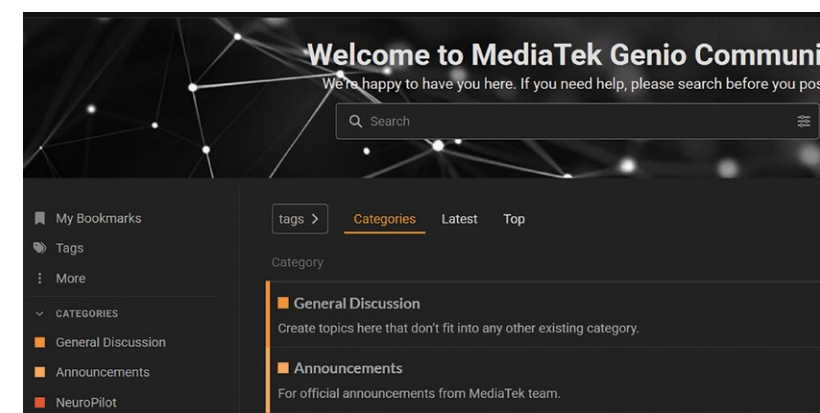 Welcome to MediaTek Genio Communi
We're happy to have you here. If you need help, please search before you pos
Search
My Bookmarks
Tags
More
CATEGORIES
General Discussion
Announcements
NeuroPilot
tags
Categories Latest Top
Category
General Discussion
Create topics here that don't fit into any other existing category.
Announcements
For official announcements from MediaTek team.